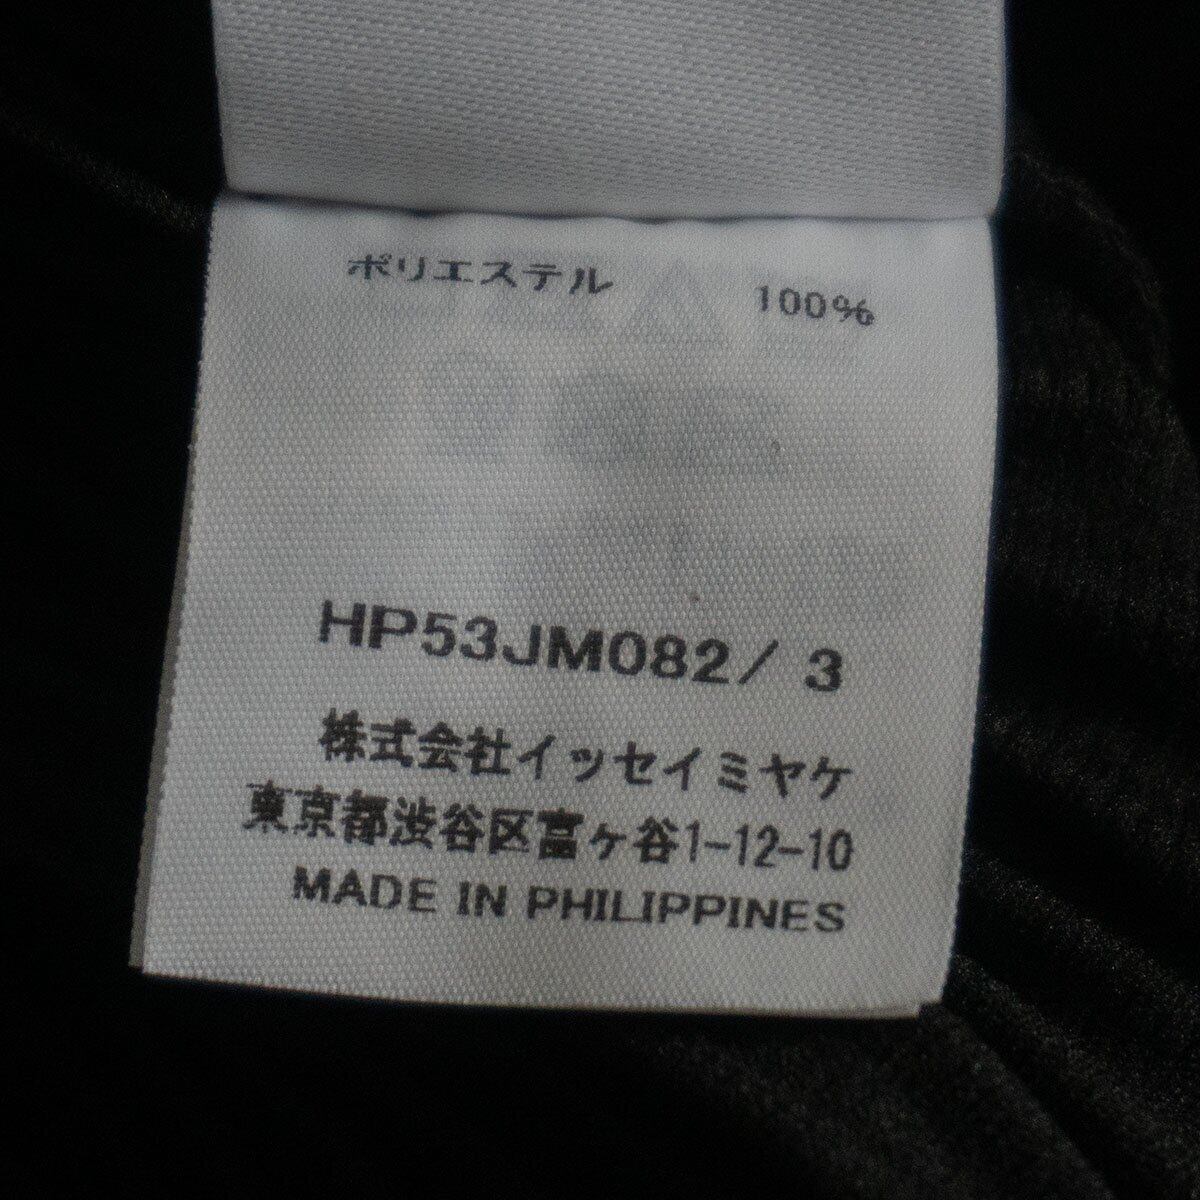 ポリエステル 100%
HP53JM082/ 3
株式会社イッセイミヤケ
東京都渋谷区富ヶ谷1-12-10
MADE IN PHILIPPINES